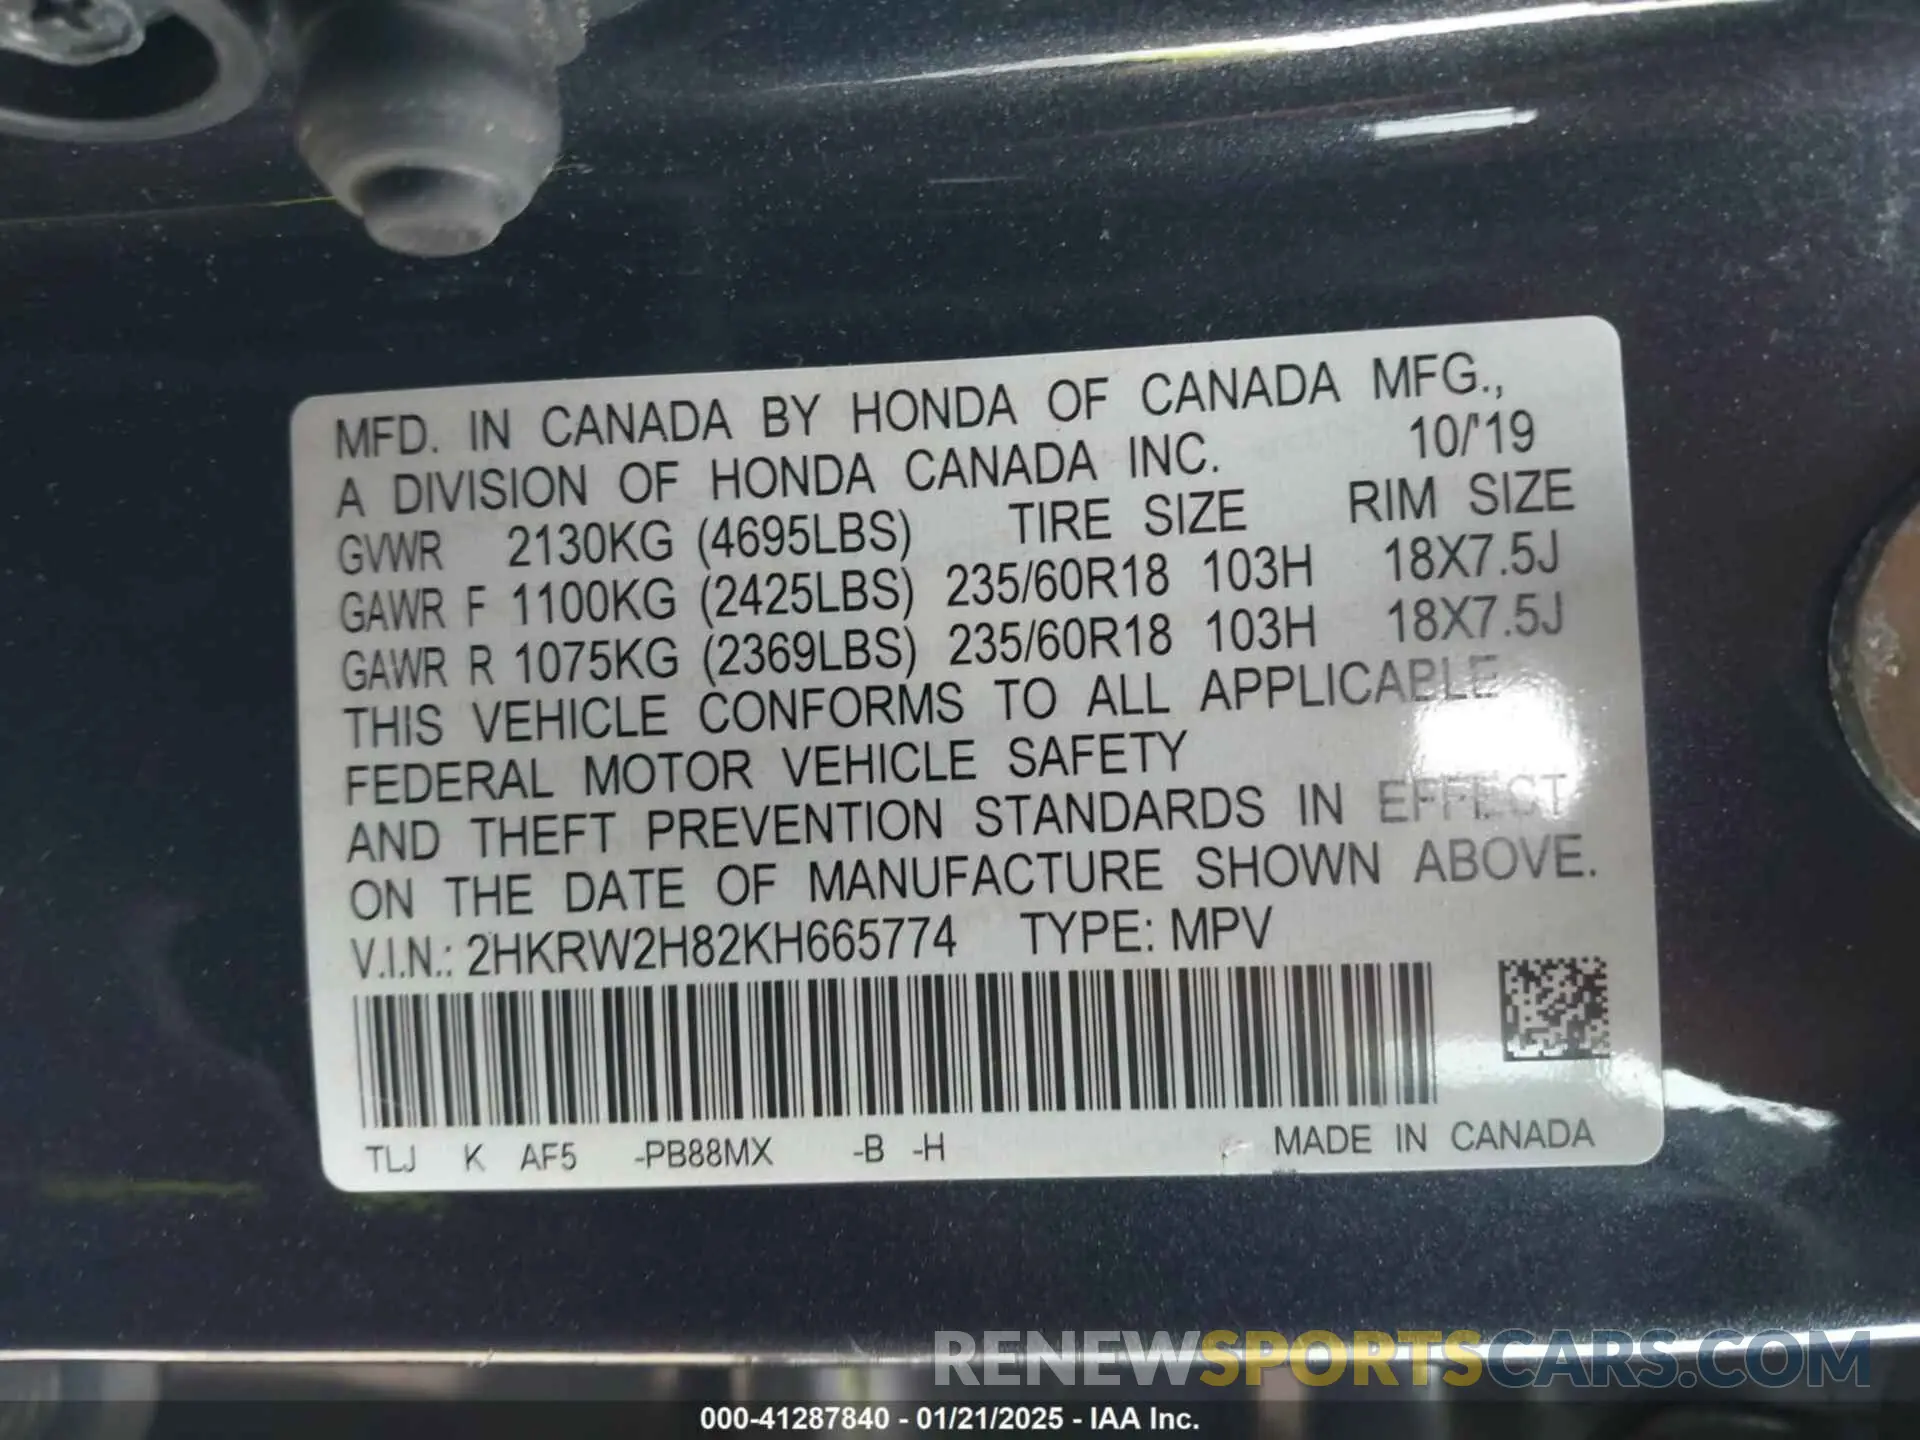 MFD. IN CANADA BY HONDA OF CANADA MFG.,
A DIVISION OF HONDA CANADA INC. 10/'19
GVWR 2130KG (4695LBS) TIRE SIZE RIM SIZE
GAWR F 1100KG (2425LBS) 235/60R18 103H 18X7.5J
GAWR R 1075KG (2369LBS) 235/60R18 103H 18X7.5J
THIS VEHICLE CONFORMS TO ALL APPLICABLE
FEDERAL MOTOR VEHICLE SAFETY
AND THEFT PREVENTION STANDARDS IN EFFECT
ON THE DATE OF MANUFACTURE SHOWN ABOVE.
V.I.N.: 2HKRW2H82KH665774 TYPE: MPV
TLJ K AF5 -PB88MX -B -H MADE IN CANADA
RENEWSPORTSCARS.COM
000-41287840 - 01/21/2025 - IAA Inc.